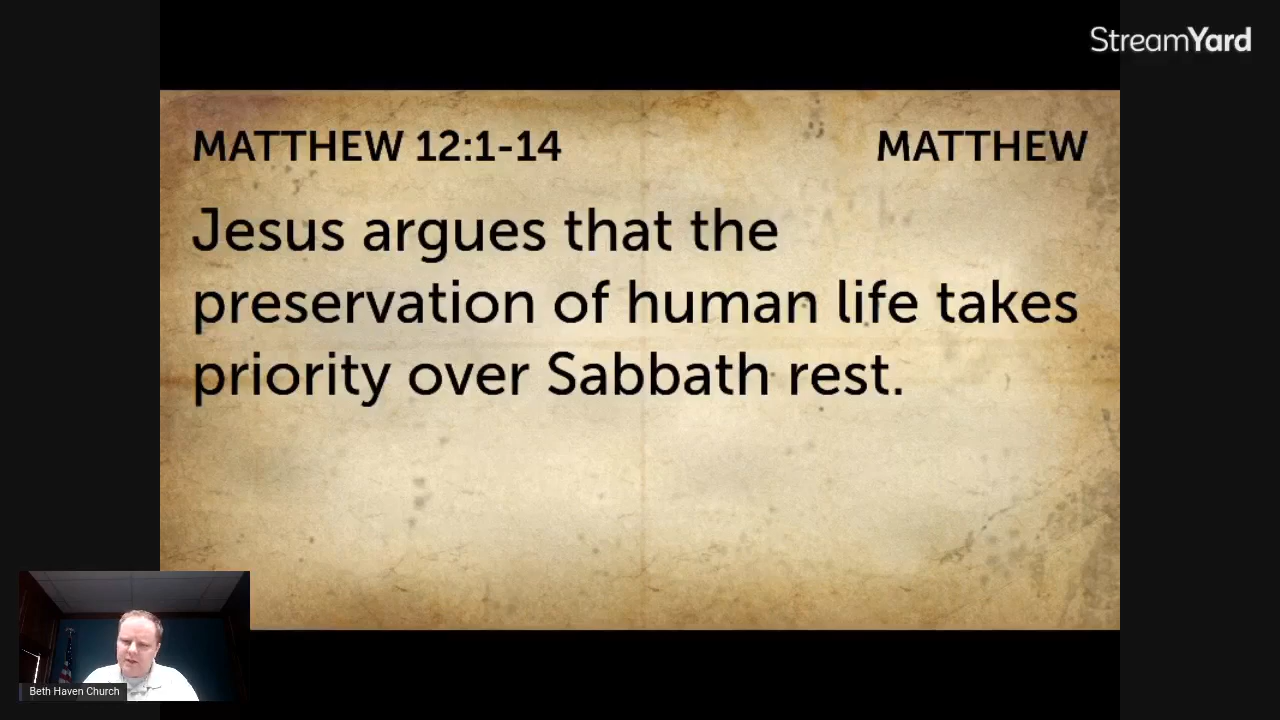 StreamYard
MATTHEW 12:1-14
MATTHEW
Jesus argues that the
preservation of human life takes
priority over Sabbath rest.
Beth Haven Church